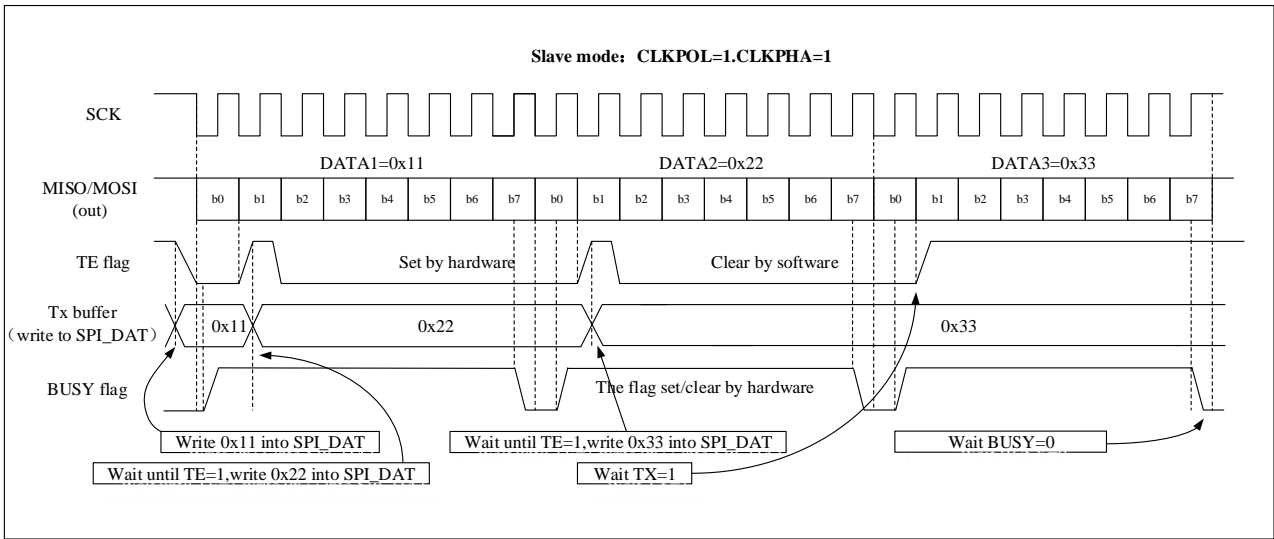 Slave mode：CLKPOL=1.CLKPHA=1
SCK
DATA1=0x11 DATA2=0x22 DATA3=0x33
MISO/MOSI
(out)
b0 b1 b2 b3 b4 b5 b6 b7 b0 b1 b2 b3 b4 b5 b6 b7 b0 b1 b2 b3 b4 b5 b6 b7
TE flag
Set by hardware Clear by software
Tx buffer
（write to SPI_DAT）
0x11 0x22 0x33
BUSY flag
The flag set/clear by hardware
Write 0x11 into SPI_DAT
Wait until TE=1,write 0x33 into SPI_DAT
Wait BUSY=0
Wait until TE=1,write 0x22 into SPI_DAT
Wait TX=1